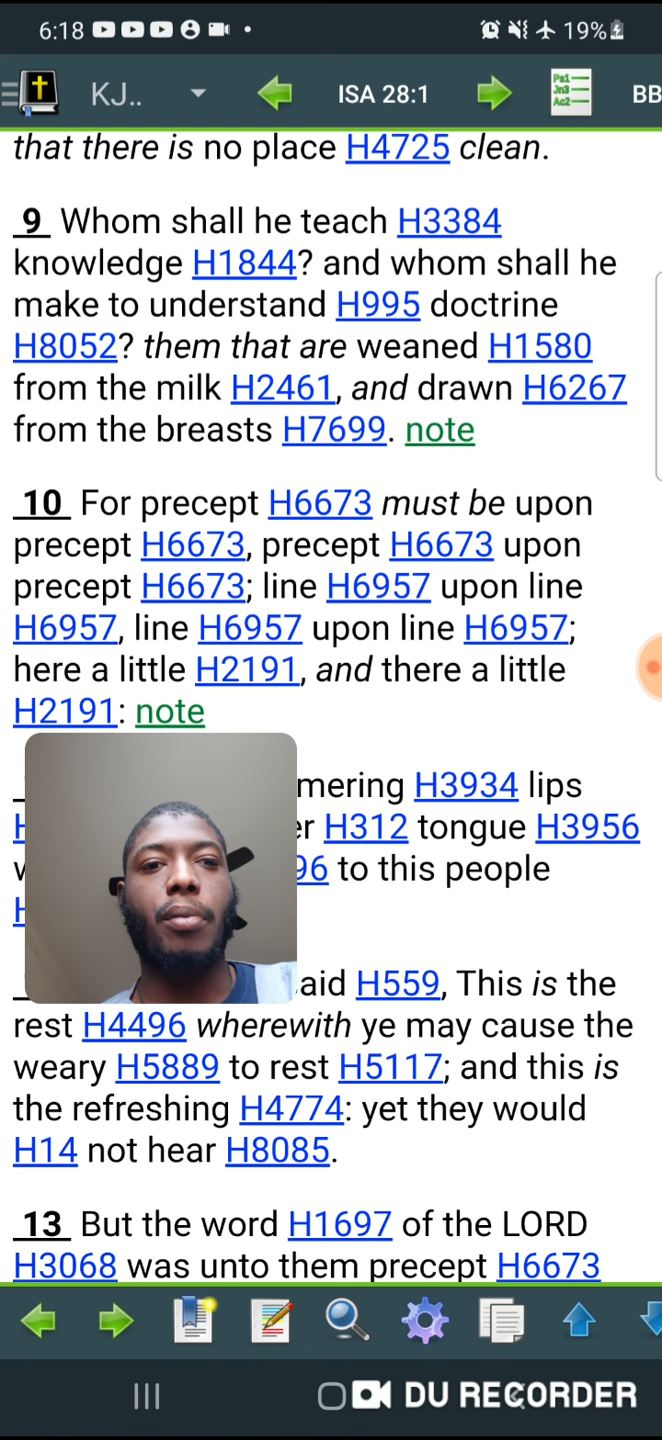 6:18 19%
KJ.. ISA 28:1 BB
Ps1
Jn3
Ac2
that there is no place H4725 clean.
9 Whom shall he teach H3384
knowledge H1844? and whom shall he
make to understand H995 doctrine
H8052? them that are weaned H1580
from the milk H2461, and drawn H6267
from the breasts H7699. note
10 For precept H6673 must be upon
precept H6673, precept H6673 upon
precept H6673; line H6957 upon line
H6957, line H6957 upon line H6957;
here a little H2191, and there a little
H2191: note
mering H3934 lips
er H312 tongue H3956
96 to this people
aid H559, This is the
rest H4496 wherewith ye may cause the
weary H5889 to rest H5117; and this is
the refreshing H4774: yet they would
H14 not hear H8085.
13 But the word H1697 of the LORD
H3068 was unto them precept H6673
DU RECORDER